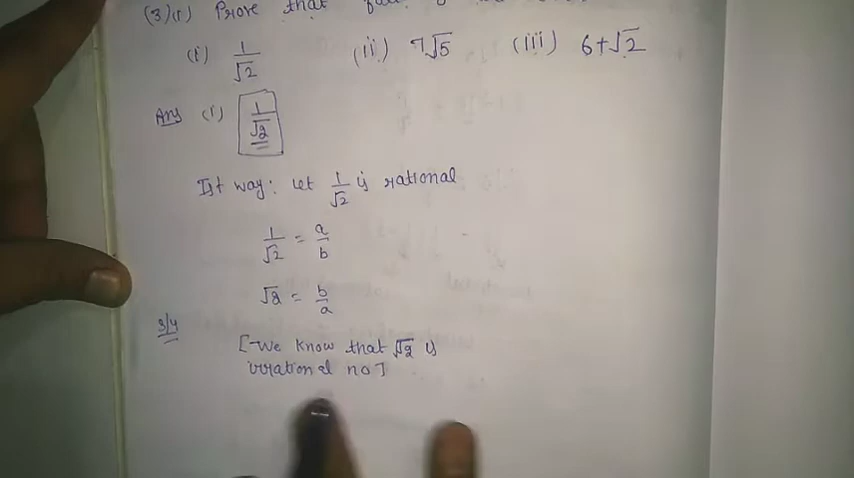 (3)(i) Prove that
(i) 1/√2 (ii) 7√5 (iii) 6+√2
Ans (i) 1/√2
Ist way: Let 1/√2 is rational
1/√2 = a/b
√2 = b/a
3/4
[-We know that √2 is
irrational no]